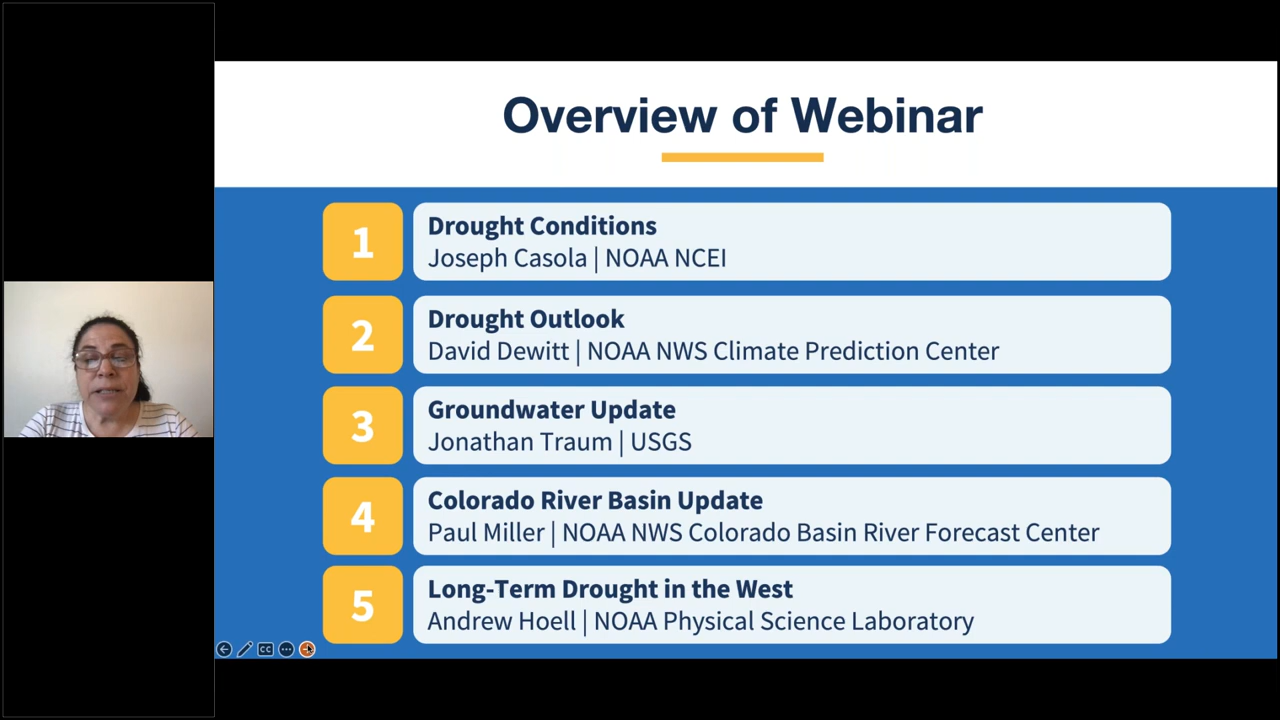 Overview of Webinar
1
Drought Conditions
Joseph Casola | NOAA NCEI
2
Drought Outlook
David Dewitt | NOAA NWS Climate Prediction Center
3
Groundwater Update
Jonathan Traum | USGS
4
Colorado River Basin Update
Paul Miller | NOAA NWS Colorado Basin River Forecast Center
5
Long-Term Drought in the West
Andrew Hoell | NOAA Physical Science Laboratory
CC